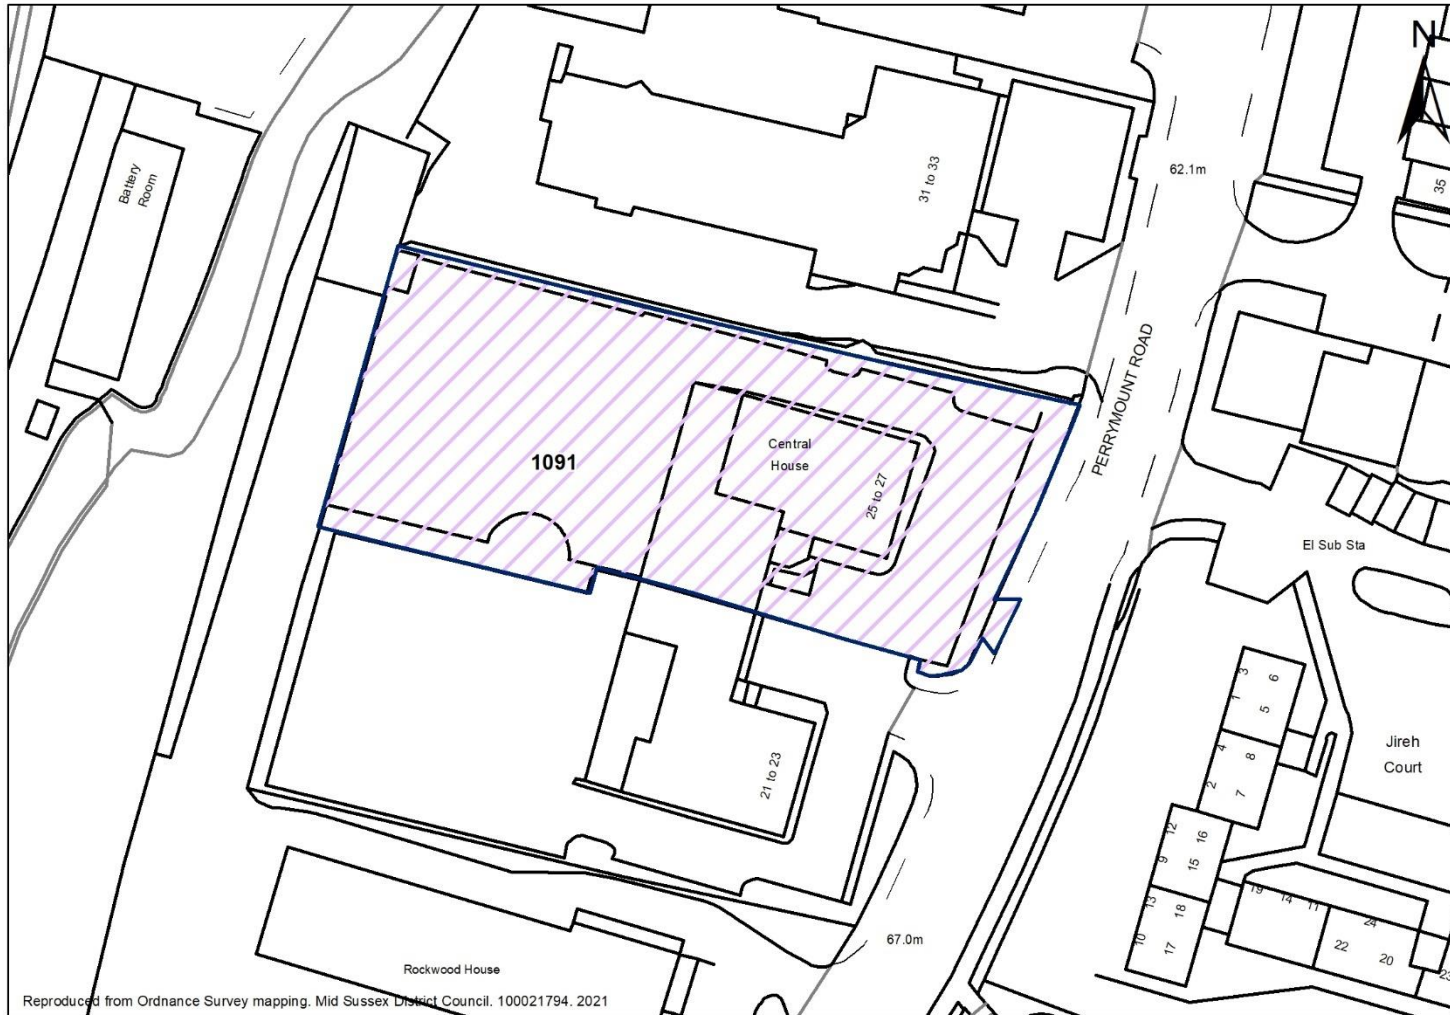 N
Battery
Room
31 to 33
62.1m
35
PERRYMOUNT ROAD
Central
House
1091
25 to 27
El Sub Sta
3
6
1
5
Jireh
Court
4
8
2
7
21 to 23
12
16
9
15
13
18
10
17
19
14
11
24
22
20
23
67.0m
Rockwood House
Reproduced from Ordnance Survey mapping. Mid Sussex District Council. 100021794. 2021